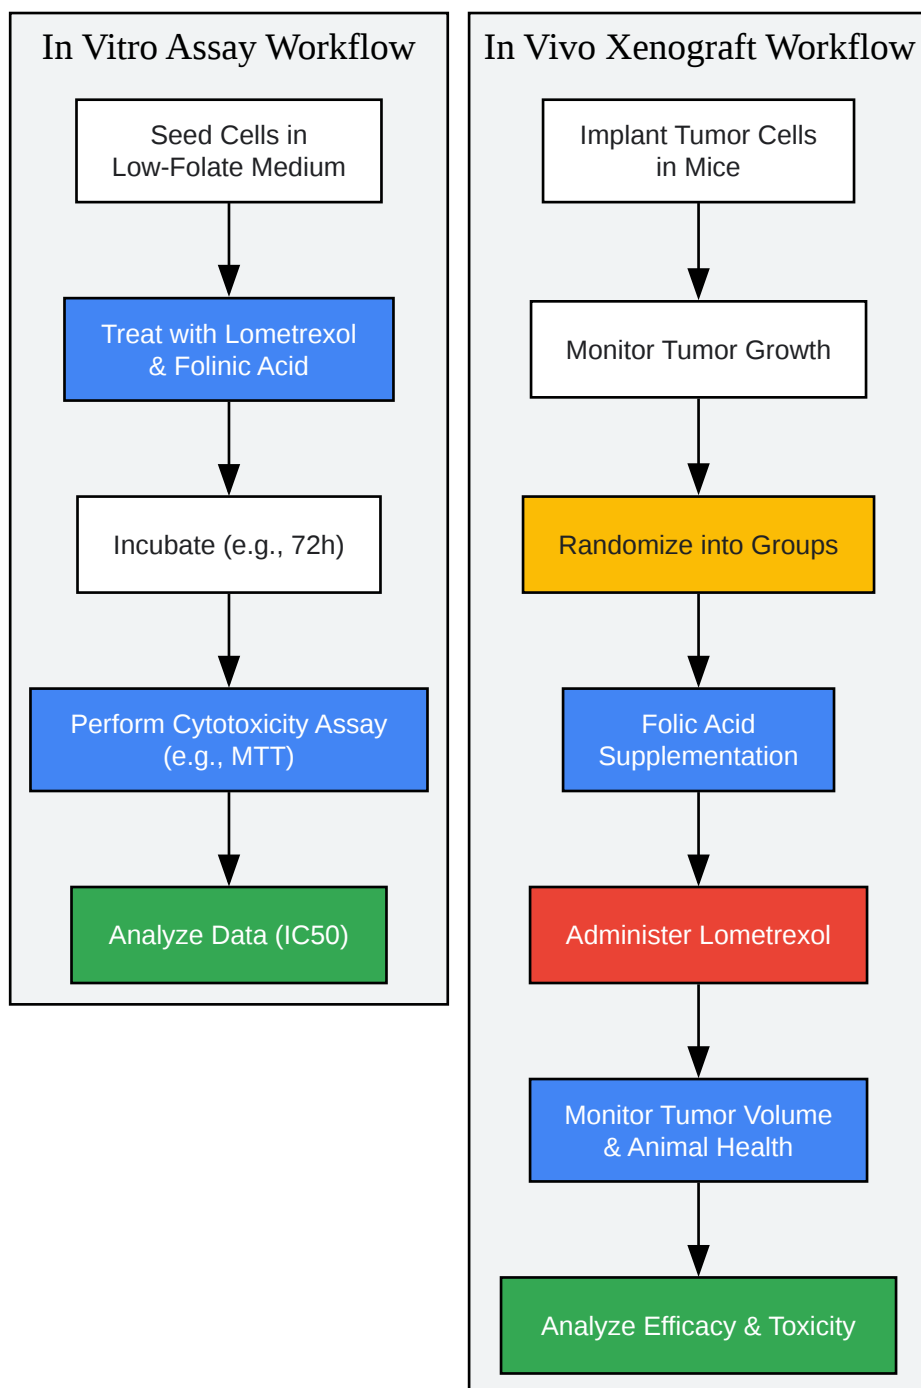 In Vitro Assay Workflow
Seed Cells in
Low-Folate Medium
Treat with Lometrexol
& Folinic Acid
Incubate (e.g., 72h)
Perform Cytotoxicity Assay
(e.g., MTT)
Analyze Data (IC50)
In Vivo Xenograft Workflow
Implant Tumor Cells
in Mice
Monitor Tumor Growth
Randomize into Groups
Folic Acid
Supplementation
Administer Lometrexol
Monitor Tumor Volume
& Animal Health
Analyze Efficacy & Toxicity